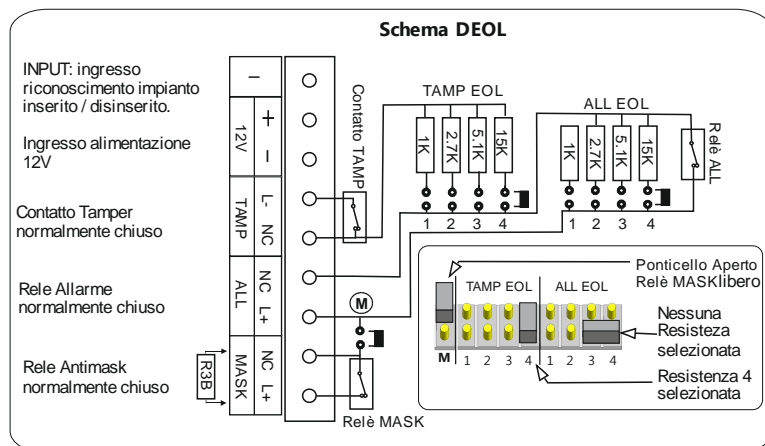 Schema DEOL
INPUT: ingresso
riconoscimento impianto
inserito / disinserito.
Ingresso alimentazione
12V
Contatto Tamper
normalmente chiuso
Rele Allarme
normalmente chiuso
Rele Antimask
normalmente chiuso
R3B
I
12V
+
–
TAMP
L-
NC
ALL
NC
L+
MASK
NC
L+
Contatto TAMP
TAMP EOL
1K
2.7K
5.1K
15K
1 2 3 4
ALL EOL
1K
2.7K
5.1K
15K
1 2 3 4
Relè ALL
M
Relè MASK
TAMP EOL
ALL EOL
M 1 2 3 4 1 2 3 4
Ponticello Aperto
Relè MASKlibero
Nessuna
Resisteza
selezionata
Resistenza 4
selezionata